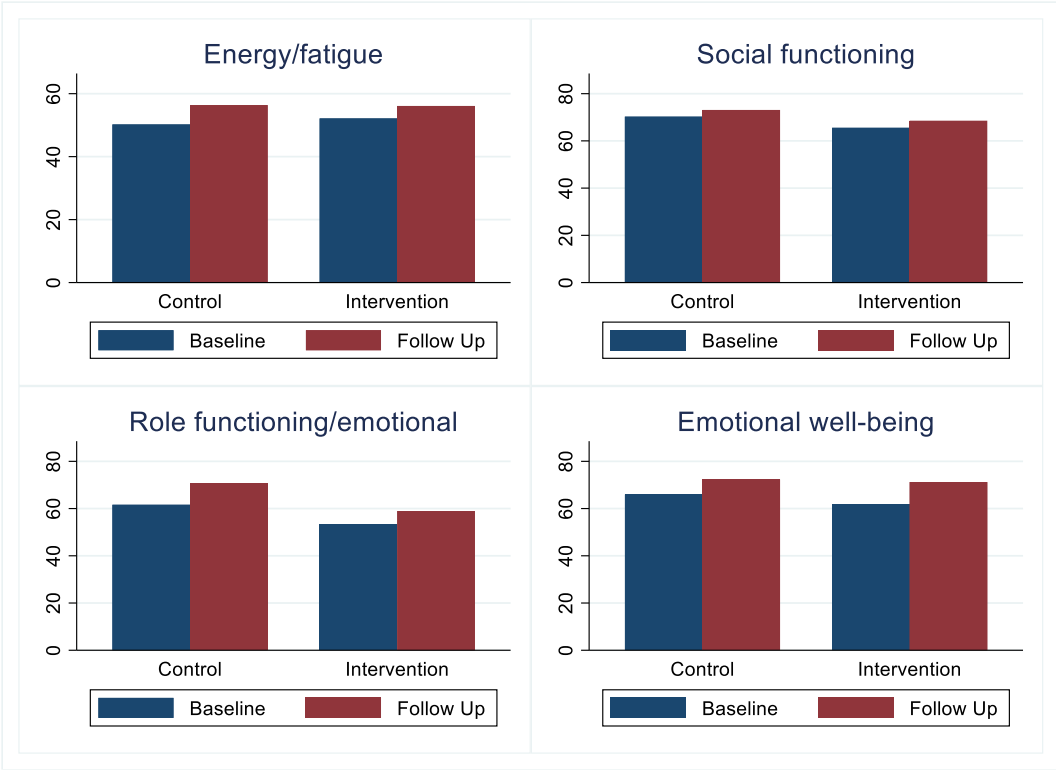 Energy/fatigue
60
40
20
0
Control Intervention
Baseline Follow Up
Social functioning
80
60
40
20
0
Control Intervention
Baseline Follow Up
Role functioning/emotional
80
60
40
20
0
Control Intervention
Baseline Follow Up
Emotional well-being
80
60
40
20
0
Control Intervention
Baseline Follow Up